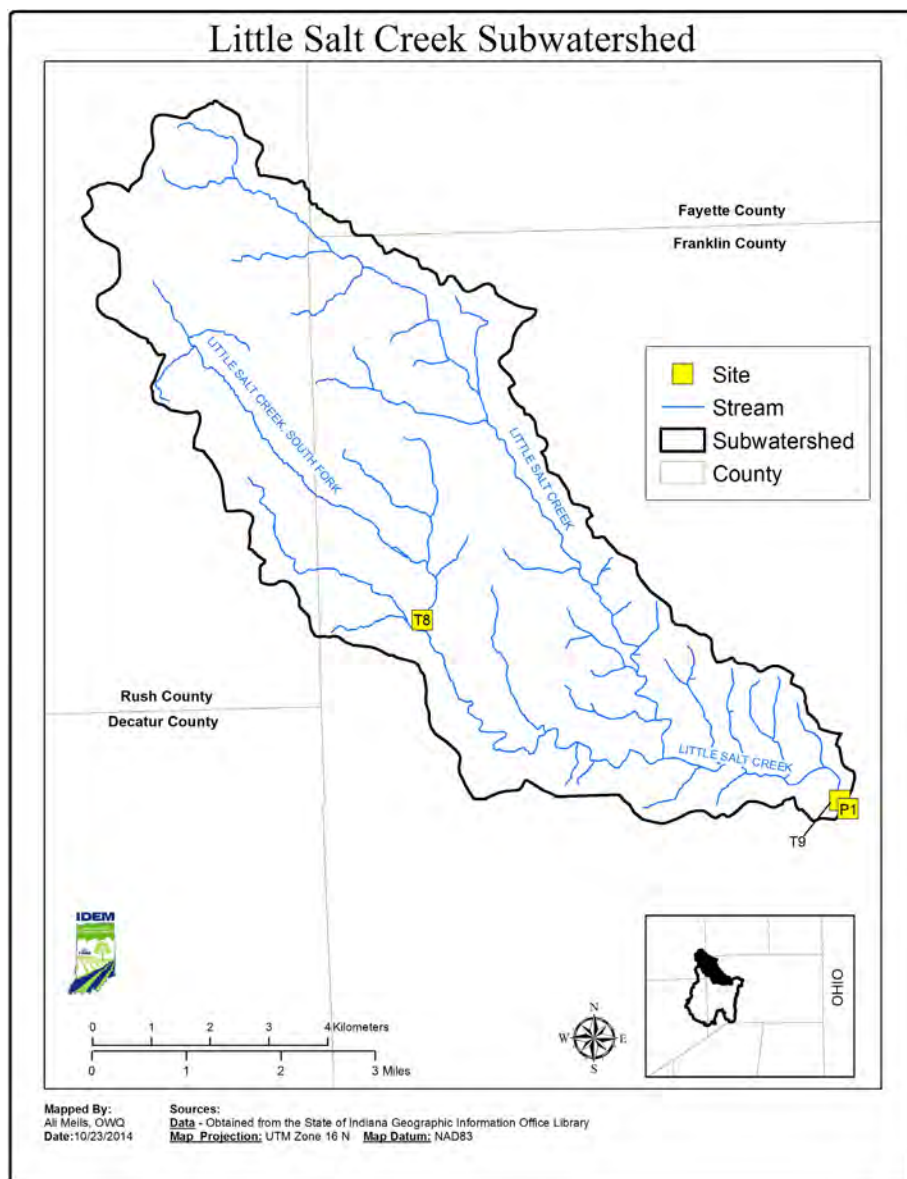 Little Salt Creek Subwatershed
Fayette County
Franklin County
LITTLE SALT CREEK, SOUTH FORK
LITTLE SALT CREEK
Site
Stream
Subwatershed
County
T8
Rush County
Decatur County
LITTLE SALT CREEK
P1
T9
IDEM
OHIO
N
W E
S
0 1 2 3 4 Kilometers
0 1 2 3 Miles
Mapped By:
Ali Meils, OWQ
Date:10/23/2014
Sources:
Data - Obtained from the State of Indiana Geographic Information Office Library
Map Projection: UTM Zone 16 N Map Datum: NAD83